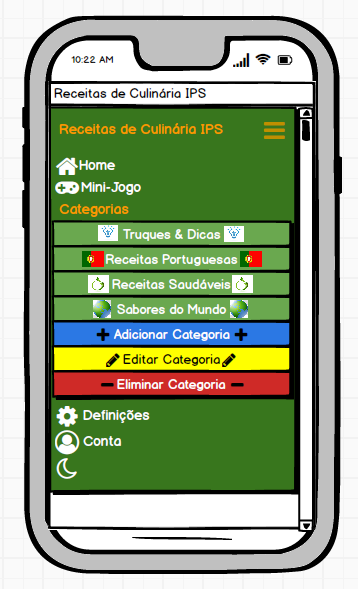 10:22 AM
Receitas de Culinária IPS
Receitas de Culinária IPS
Home
Mini-Jogo
Categorias
Truques & Dicas
Receitas Portuguesas
Receitas Saudáveis
Sabores do Mundo
Adicionar Categoria
Editar Categoria
Eliminar Categoria
Definições
Conta